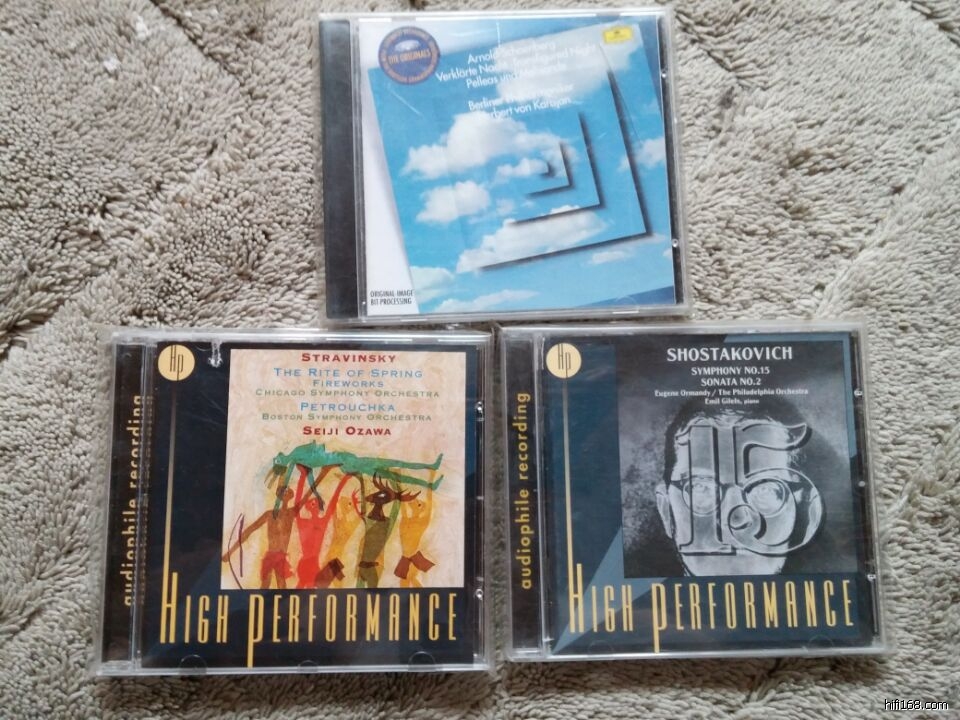 THE ORIGINALS
Arnold Schoenberg
Verklärte Nacht · Transfigured Night
Pelleas und Melisande
Berliner Philharmoniker
Herbert von Karajan
ORIGINAL-IMAGE
BIT-PROCESSING
Hp
STRAVINSKY
THE RITE OF SPRING
FIREWORKS
CHICAGO SYMPHONY ORCHESTRA
PETROUCHKA
BOSTON SYMPHONY ORCHESTRA
SEIJI OZAWA
audiophile recording
HIGH PERFORMANCE
Hp
SHOSTAKOVICH
SYMPHONY NO.15
SONATA NO.2
Eugene Ormandy/The Philadelphia Orchestra
Emil Gilels, piano
15
audiophile recording
HIGH PERFORMANCE
hifi168.com